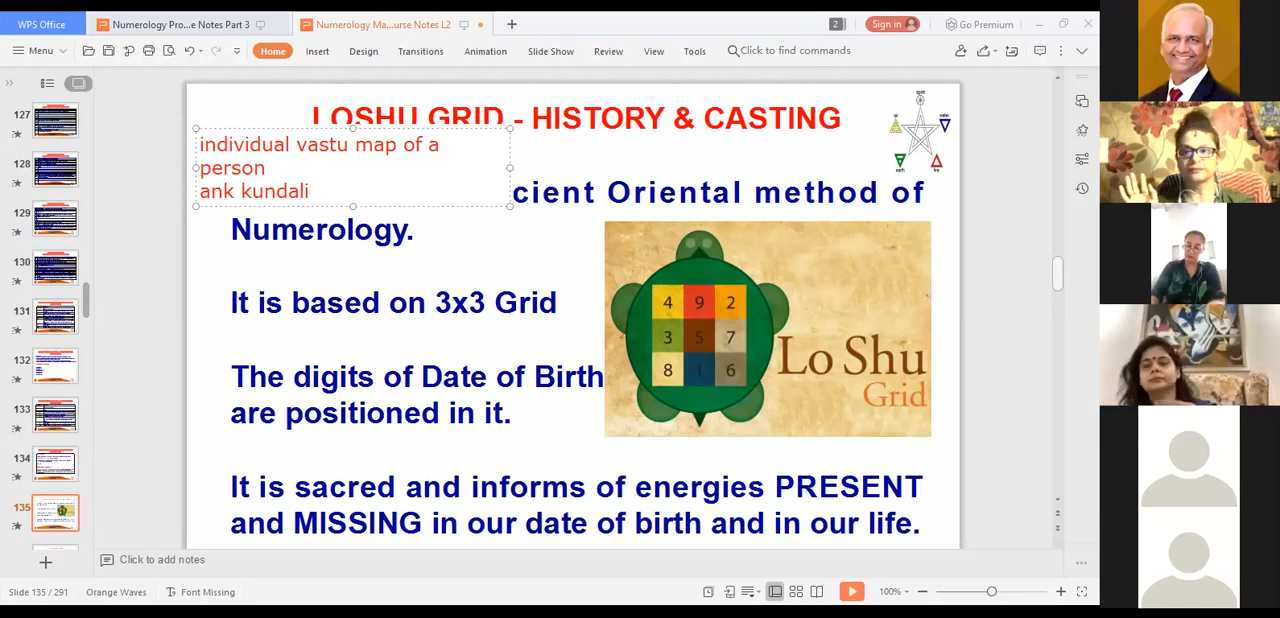 WPS Office
Numerology Pro...e Notes Part 3
Numerology Ma...urse Notes L2
+
2
Sign in
Go Premium
Menu
Home
Insert
Design
Transitions
Animation
Slide Show
Review
View
Tools
Click to find commands
127
128
129
130
131
132
133
134
135
LOSHU GRID - HISTORY & CASTING
individual vastu map of a
person
ank kundali
cient Oriental method of
Numerology.
It is based on 3x3 Grid
The digits of Date of Birth
are positioned in it.
4 9 2
3 5 7
8 1 6
Lo Shu
Grid
It is sacred and informs of energies PRESENT
and MISSING in our date of birth and in our life.
Click to add notes
Slide 135 / 291
Orange Waves
Font Missing
100%